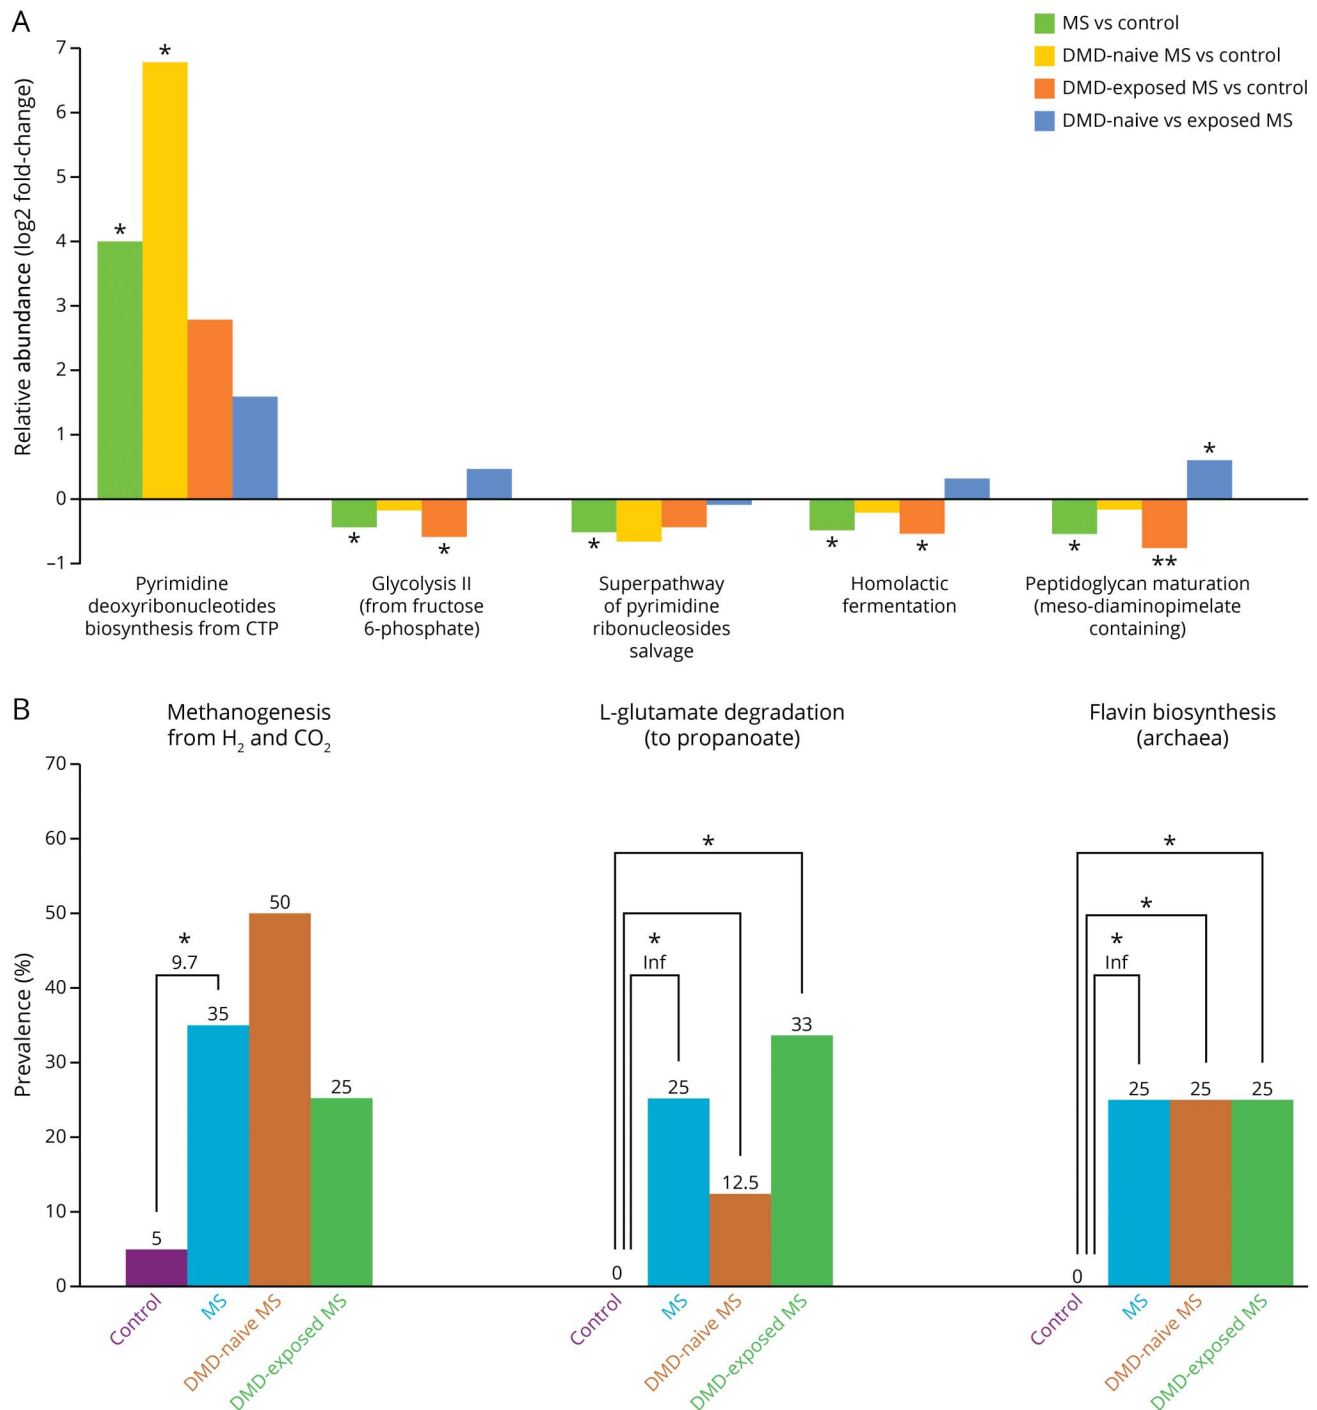 A
MS vs control
DMD-naive MS vs control
DMD-exposed MS vs control
DMD-naive vs exposed MS
Relative abundance (log2 fold-change)
7
6
5
4
3
2
1
0
–1
*
*
*
*
*
*
*
*
**
*
Pyrimidine
deoxyribonucleotides
biosynthesis from CTP
Glycolysis II
(from fructose
6-phosphate)
Superpathway
of pyrimidine
ribonucleosides
salvage
Homolactic
fermentation
Peptidoglycan maturation
(meso-diaminopimelate
containing)
B
Prevalence (%)
70
60
50
40
30
20
10
0
Methanogenesis
from H₂ and CO₂
*
9.7
5
35
50
25
Control
MS
DMD-naive MS
DMD-exposed MS
L-glutamate degradation
(to propanoate)
*
*
Inf
0
25
12.5
33
Control
MS
DMD-naive MS
DMD-exposed MS
Flavin biosynthesis
(archaea)
*
*
*
Inf
0
25
25
25
Control
MS
DMD-naive MS
DMD-exposed MS